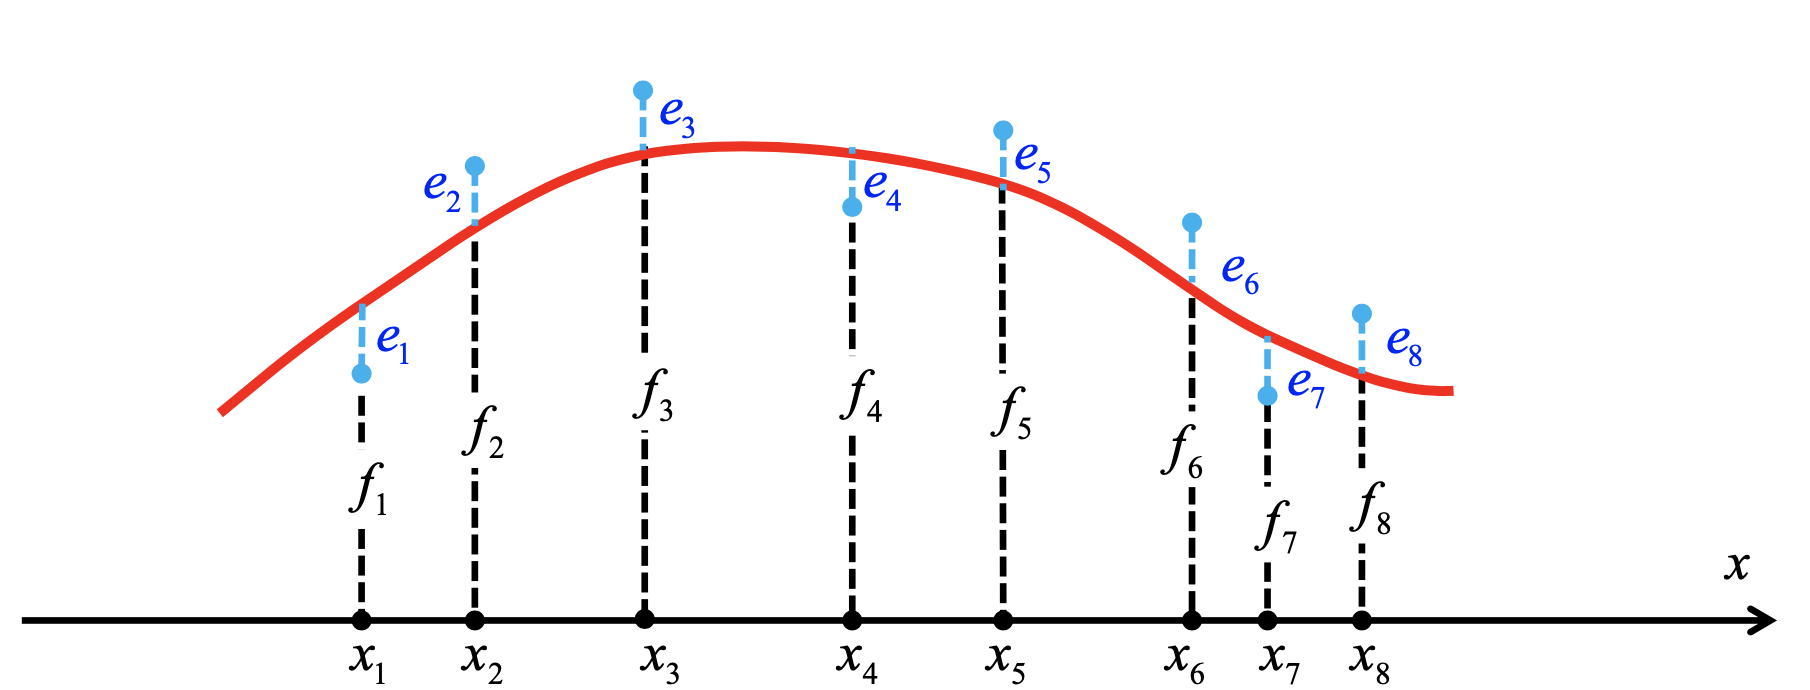 e₃
e₂
e₅
e₄
e₆
e₁
e₈
e₇
f₃
f₄
f₅
f₂
f₆
f₁
f₈
f₇
x
x₁ x₂ x₃ x₄ x₅ x₆ x₇ x₈